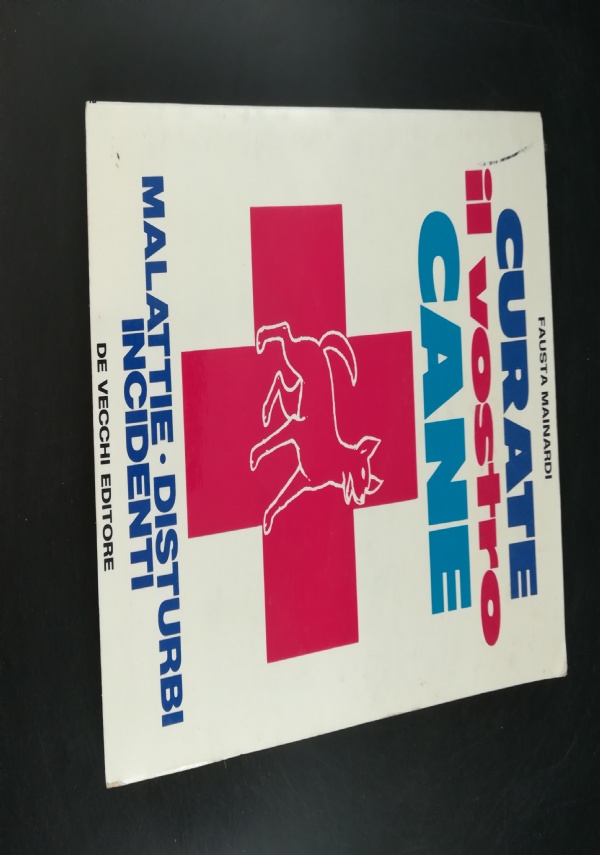 FAUSTA MAINARDI
CURATE
il vostro
CANE
MALATTIE • DISTURBI
INCIDENTI
DE VECCHI EDITORE